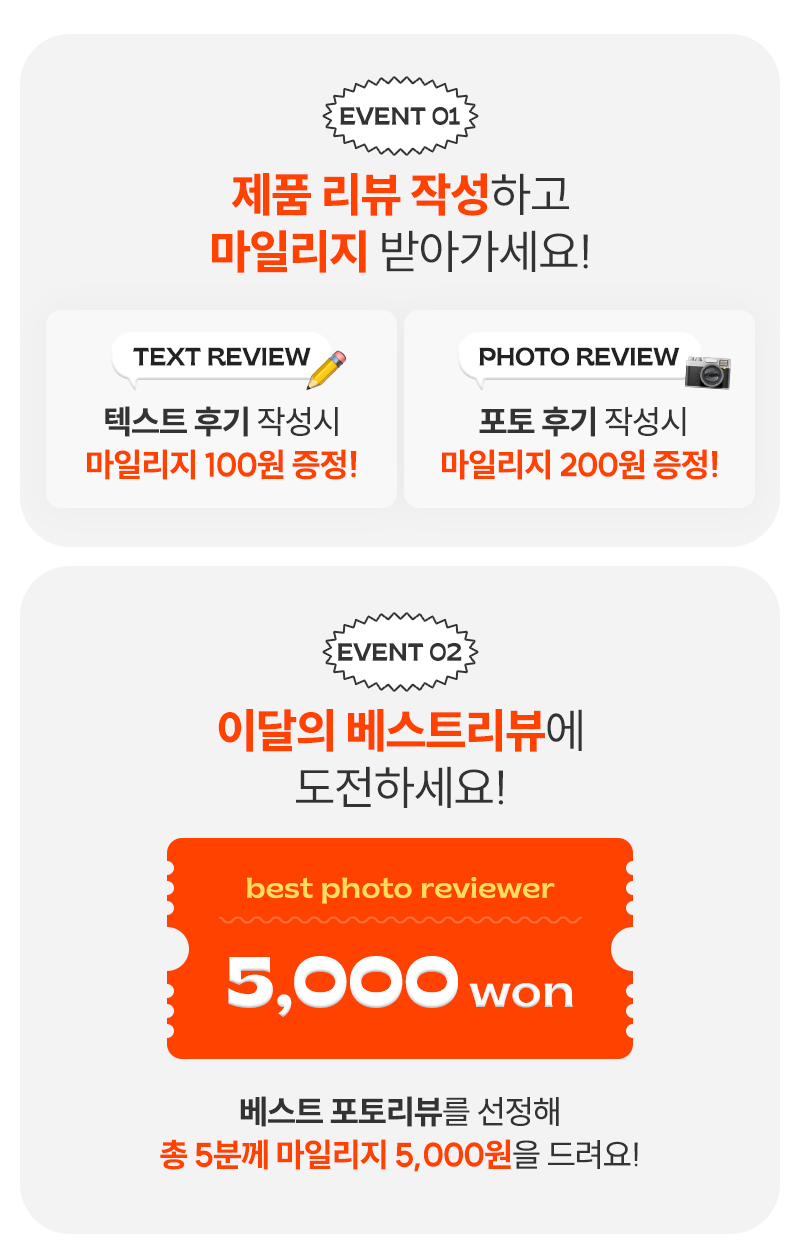 EVENT 01
제품 리뷰 작성하고
마일리지 받아가세요!
TEXT REVIEW
텍스트 후기 작성시
마일리지 100원 증정!
PHOTO REVIEW
포토 후기 작성시
마일리지 200원 증정!
EVENT 02
이달의 베스트리뷰에
도전하세요!
best photo reviewer
5,000 won
베스트 포토리뷰를 선정해
총 5분께 마일리지 5,000원을 드려요!